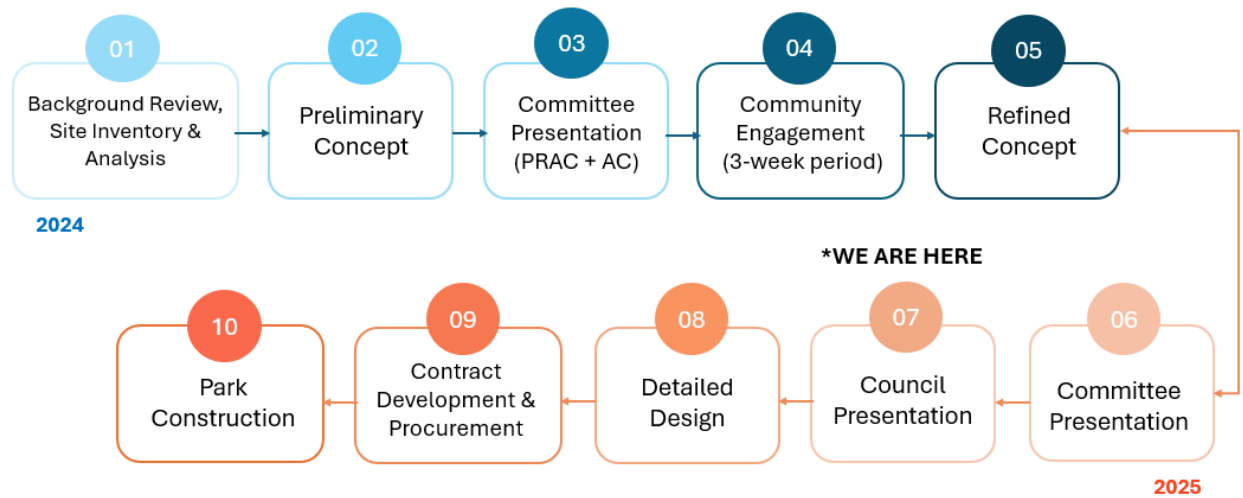 01
Background Review,
Site Inventory &
Analysis
02
Preliminary
Concept
03
Committee
Presentation
(PRAC + AC)
04
Community
Engagement
(3-week period)
05
Refined
Concept
2024
*WE ARE HERE
10
Park
Construction
09
Contract
Development &
Procurement
08
Detailed
Design
07
Council
Presentation
06
Committee
Presentation
2025